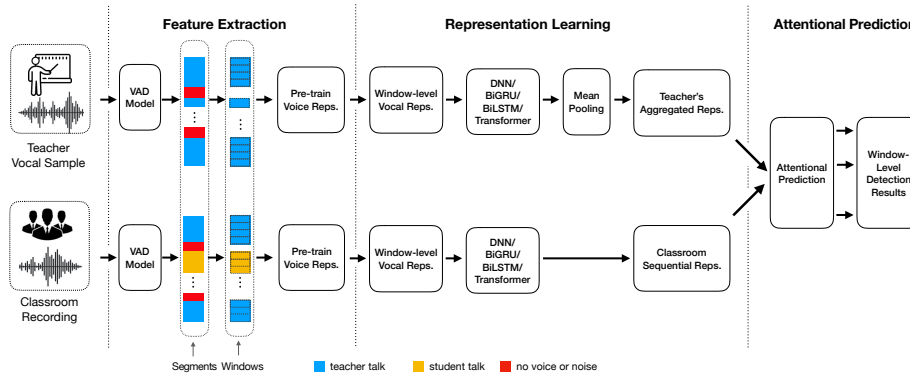 Feature Extraction
Representation Learning
Attentional Prediction
Teacher
Vocal Sample
VAD
Model
Pre-train
Voice Reps.
Window-level
Vocal Reps.
DNN/
BiGRU/
BiLSTM/
Transformer
Mean
Pooling
Teacher's
Aggregated Reps.
Attentional
Prediction
Window-
Level
Detection
Results
Classroom
Recording
VAD
Model
Pre-train
Voice Reps.
Window-level
Vocal Reps.
DNN/
BiGRU/
BiLSTM/
Transformer
Classroom
Sequential Reps.
Segments Windows
teacher talk
student talk
no voice or noise